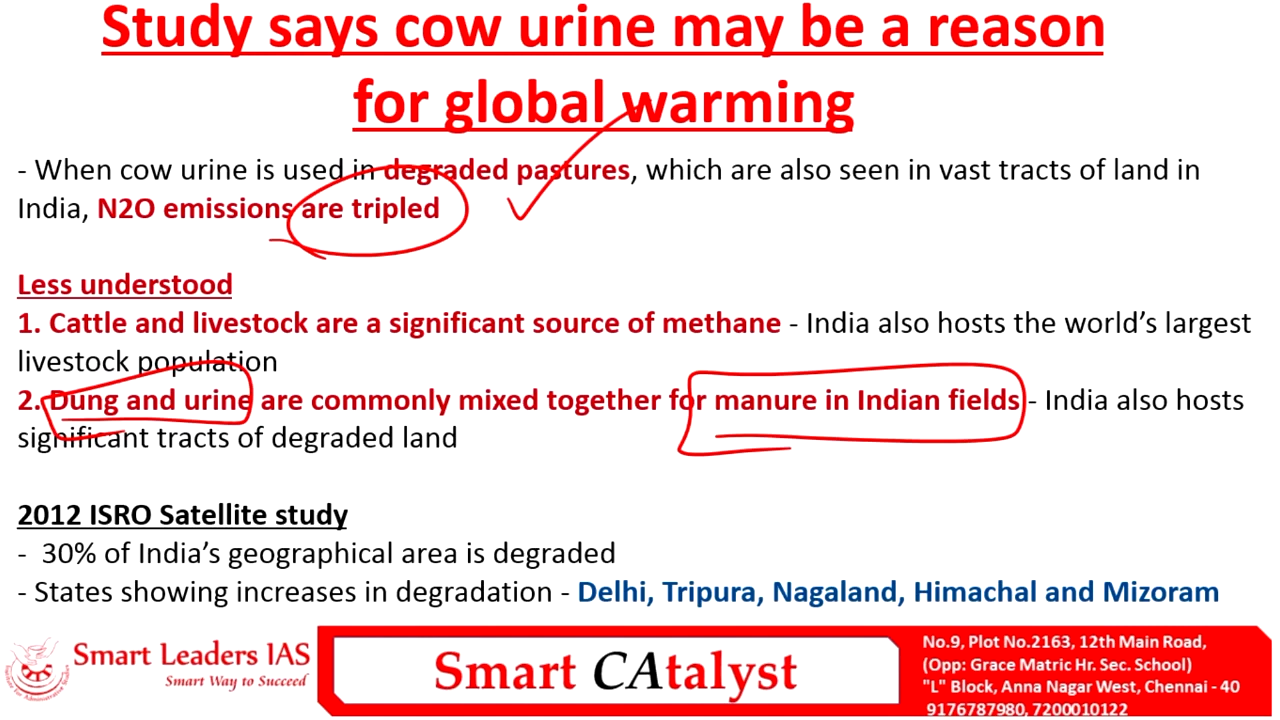 Study says cow urine may be a reason
for global warming
- When cow urine is used in degraded pastures, which are also seen in vast tracts of land in
India, N2O emissions are tripled
Less understood
1. Cattle and livestock are a significant source of methane - India also hosts the world’s largest
livestock population
2. Dung and urine are commonly mixed together for manure in Indian fields - India also hosts
significant tracts of degraded land
2012 ISRO Satellite study
- 30% of India’s geographical area is degraded
- States showing increases in degradation - Delhi, Tripura, Nagaland, Himachal and Mizoram
Smart Leaders IAS
Smart Way to Succeed
Smart CAtalyst
No.9, Plot No.2163, 12th Main Road,
(Opp: Grace Matric Hr. Sec. School)
"L" Block, Anna Nagar West, Chennai - 40
9176787980, 7200010122